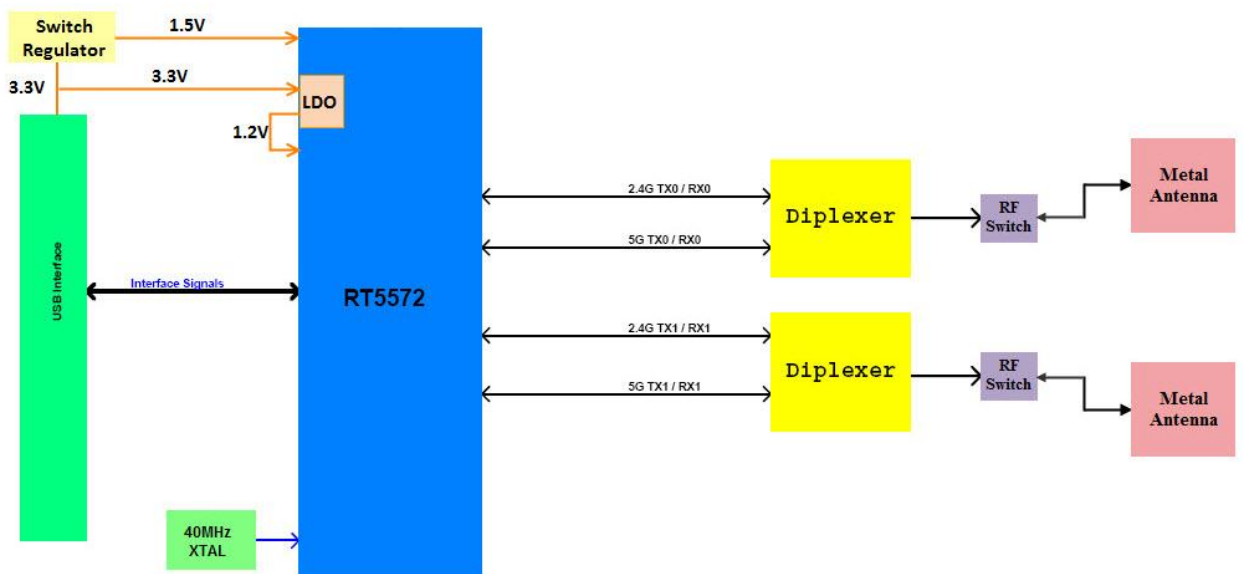 Switch
Regulator
1.5V
3.3V
3.3V
LDO
1.2V
USB Interface
Interface Signals
RT5572
40MHz
XTAL
2.4G TX0 / RX0
5G TX0 / RX0
Diplexer
RF
Switch
Metal
Antenna
2.4G TX1 / RX1
5G TX1 / RX1
Diplexer
RF
Switch
Metal
Antenna